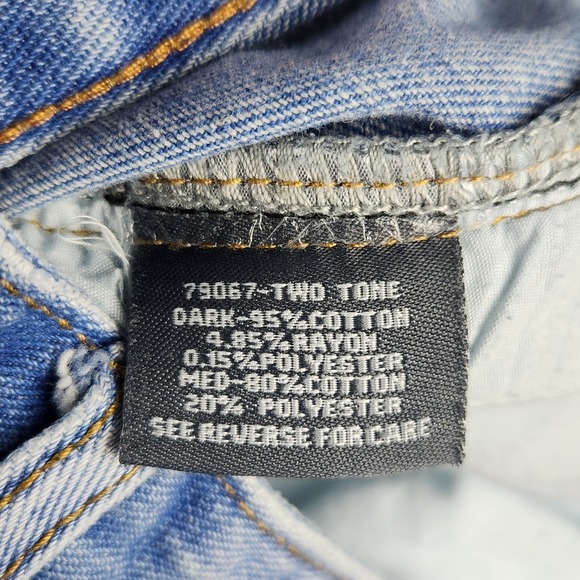 79067-TWO TONE
DARK-95%COTTON
4.85%RAYON
0.15%POLYESTER
MED-80%COTTON
20% POLYESTER
SEE REVERSE FOR CARE